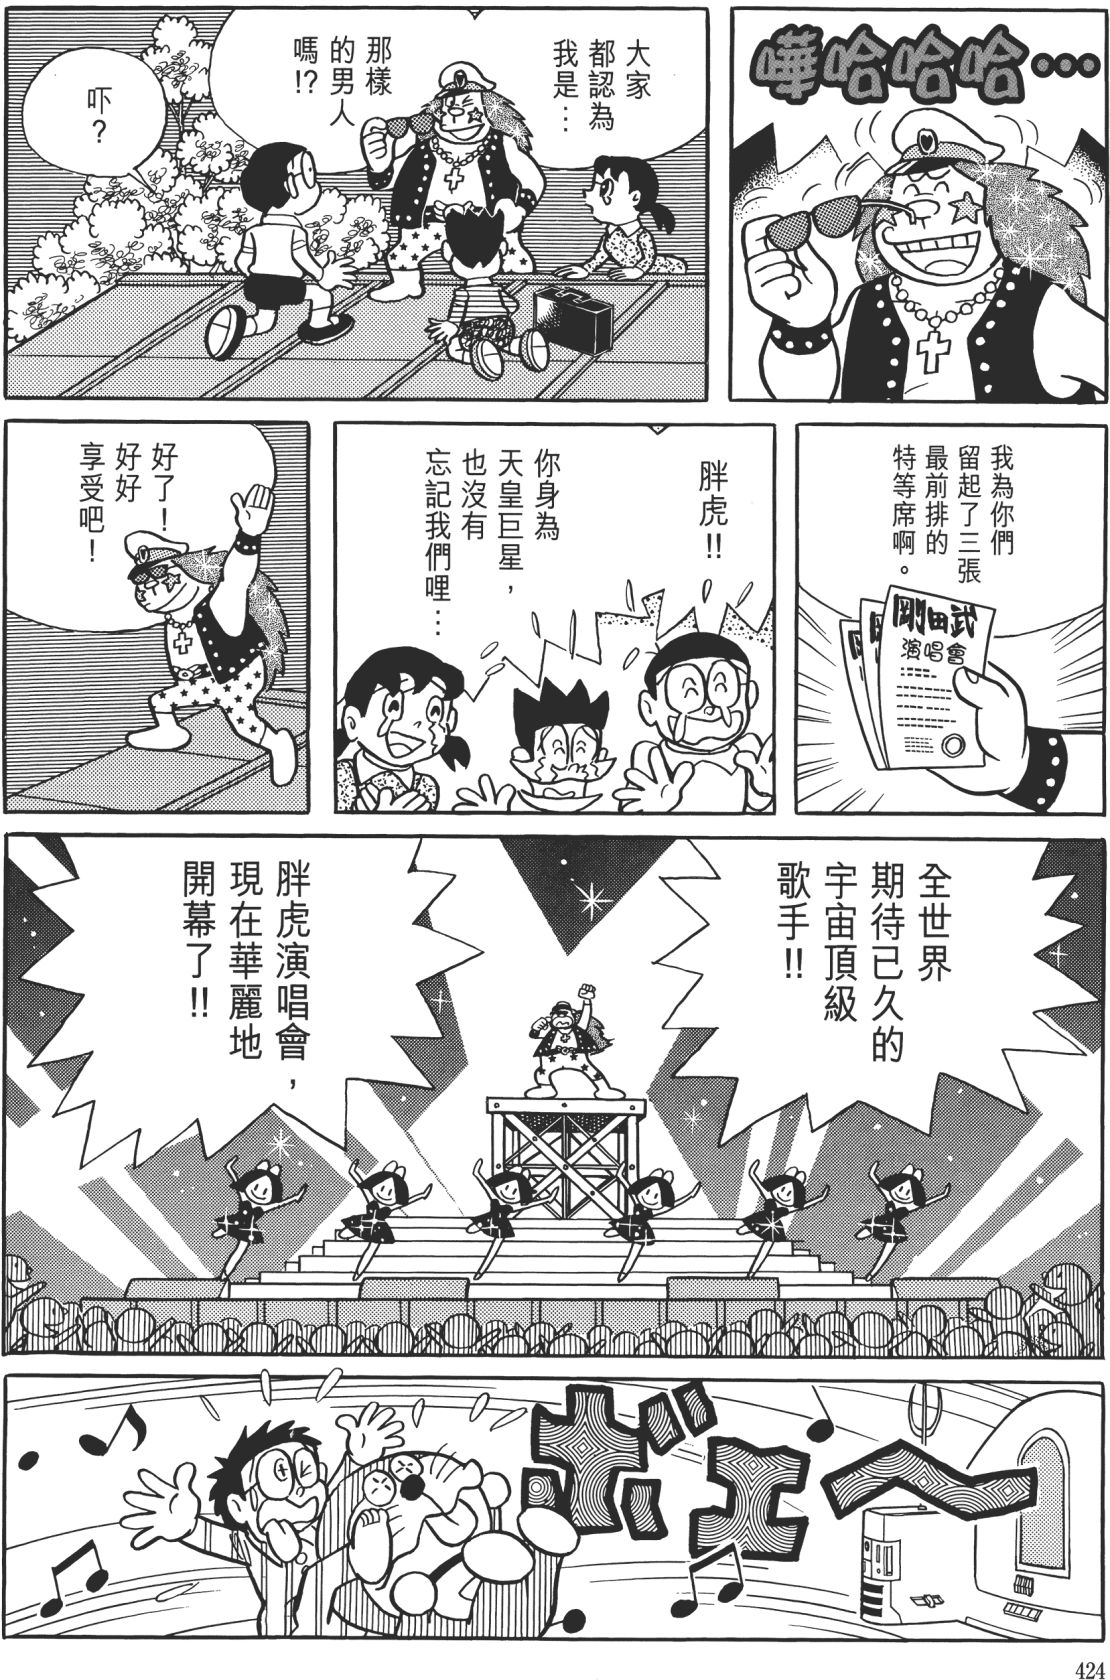 嘩哈哈哈…
大家
都認為
我是…
那樣
的男人
嗎!?
吓?
我為你們
留起了三張
最前排的
特等席啊。
剛田武
演唱會
胖虎!!
你身為
天皇巨星，
也沒有
忘記我們哩…
好了!
好好
享受吧!
全世界
期待已久的
宇宙頂級
歌手!!
胖虎演唱會，
現在華麗地
開幕了!!
ボエ～
424